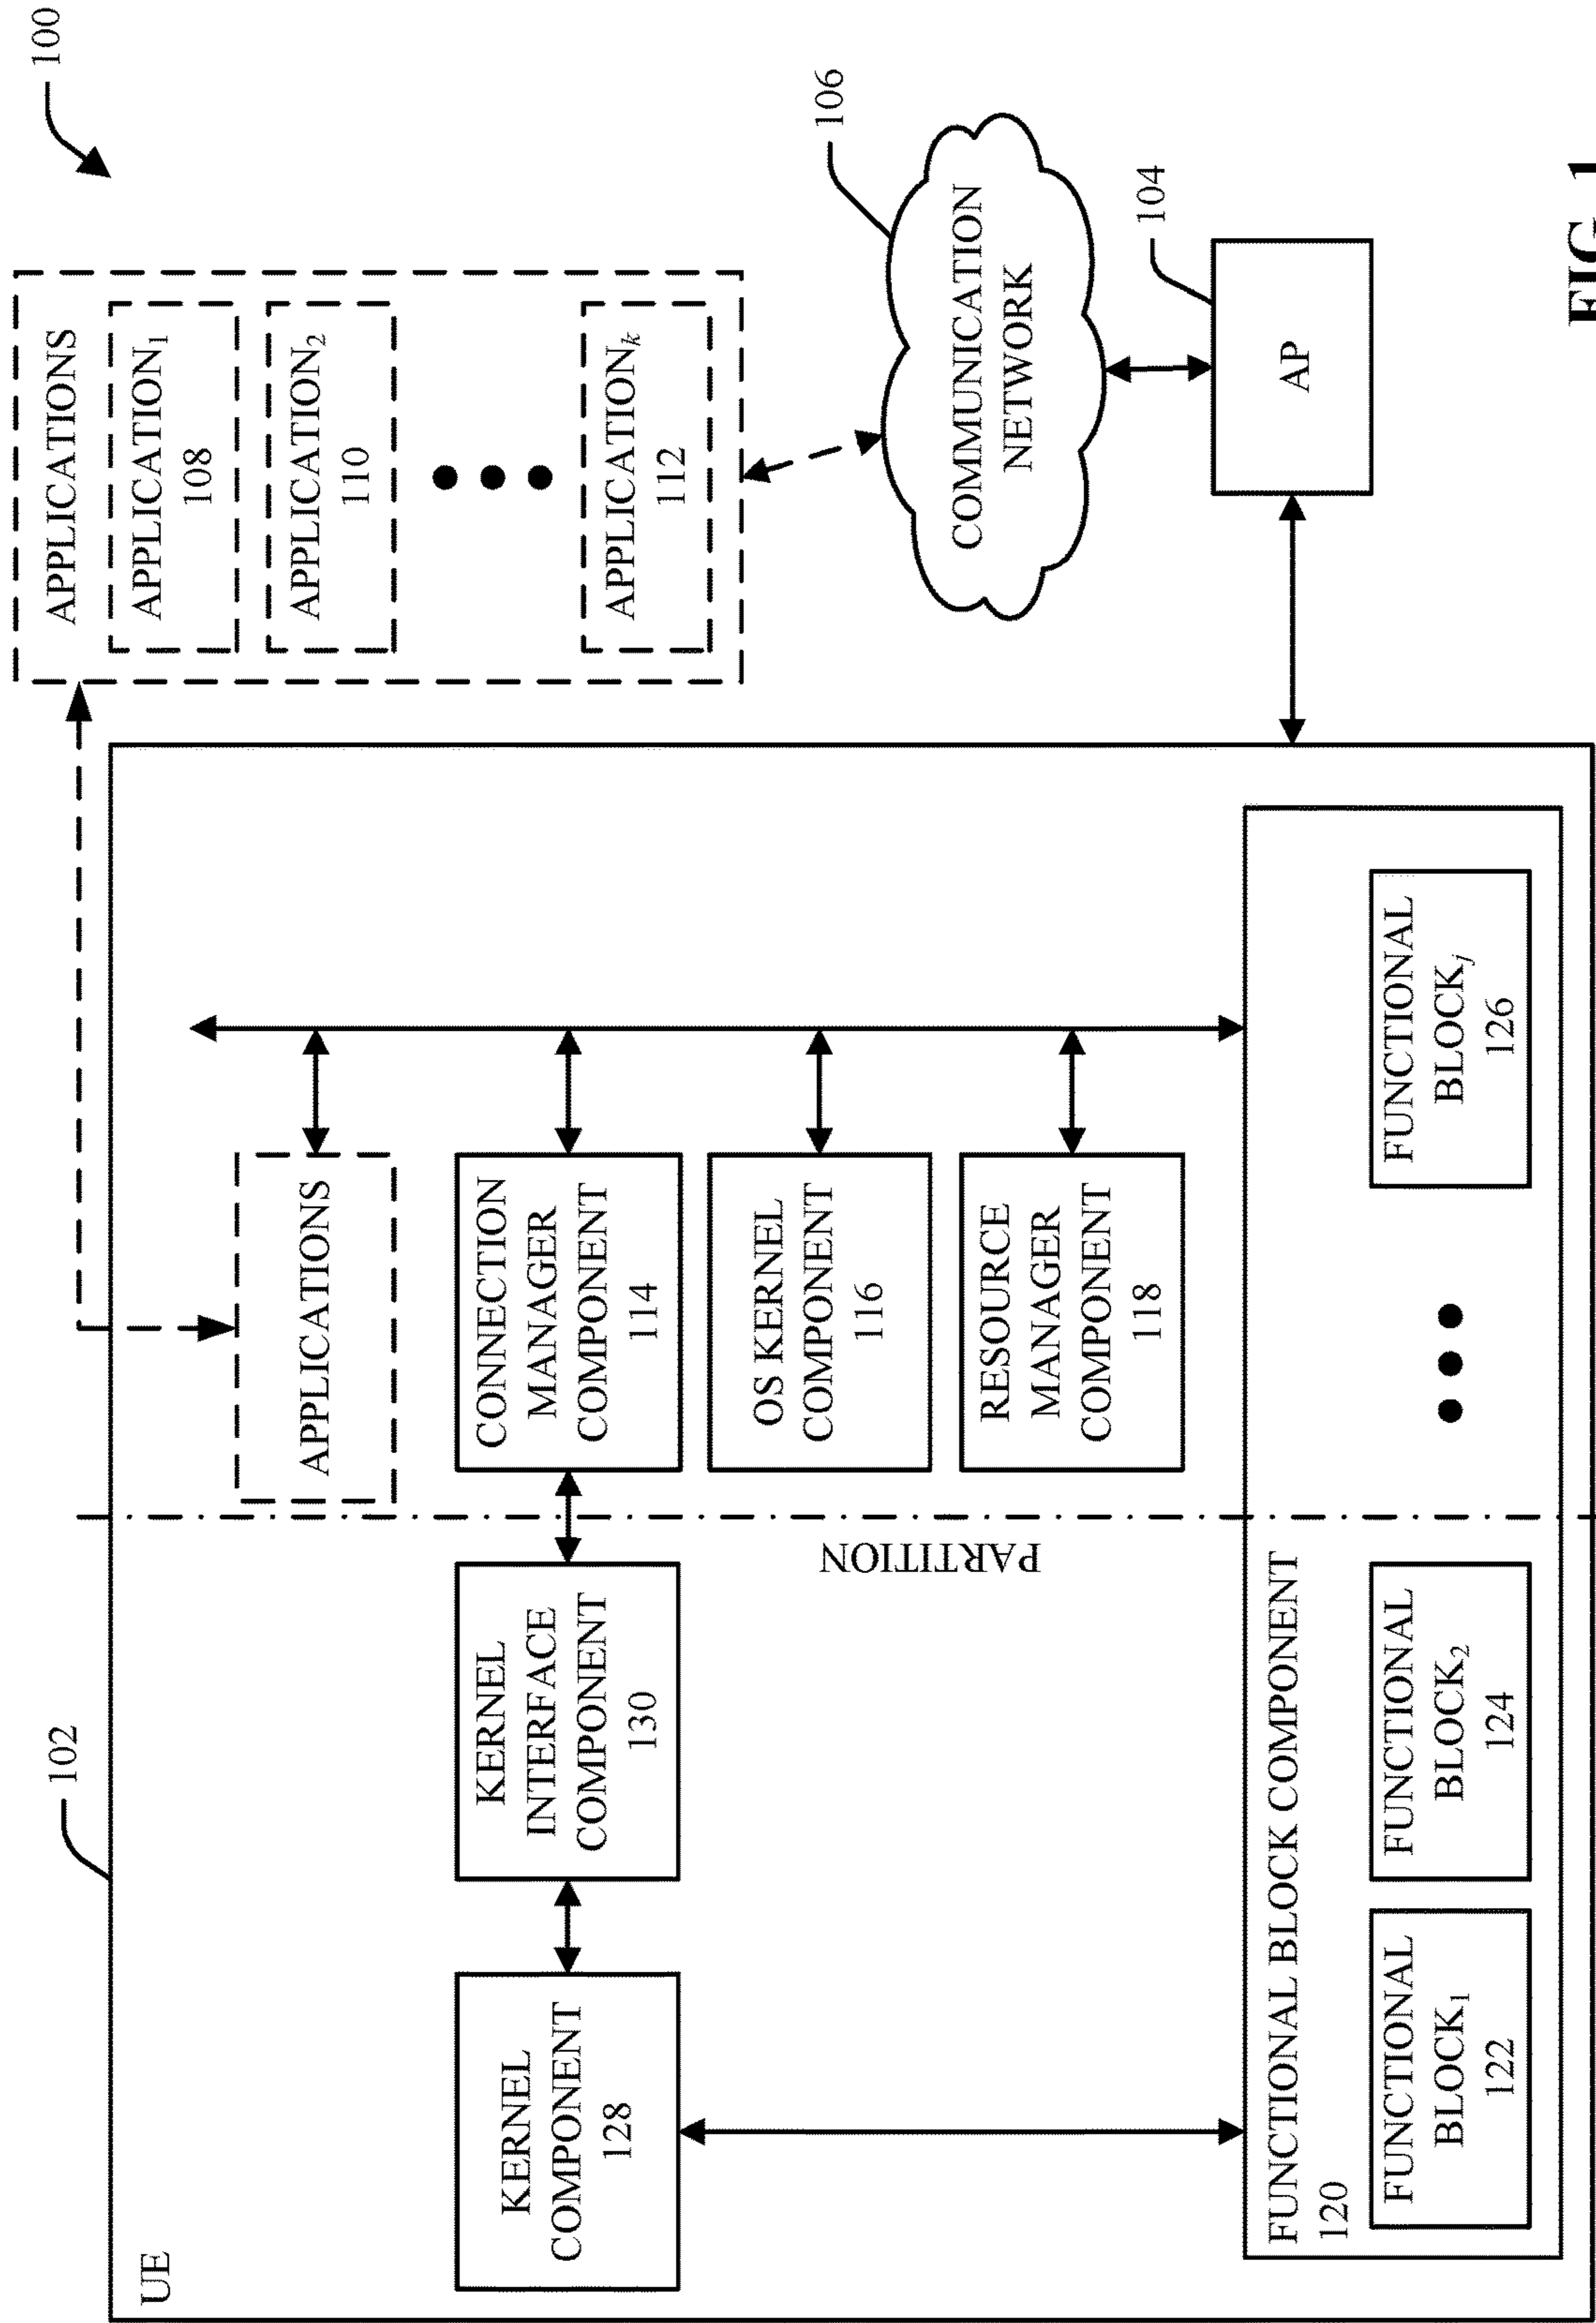 100
102
UE
KERNEL
COMPONENT
128
KERNEL
INTERFACE
COMPONENT
130
PARTITION
APPLICATIONS
CONNECTION
MANAGER
COMPONENT
114
OS KERNEL
COMPONENT
116
RESOURCE
MANAGER
COMPONENT
118
FUNCTIONAL BLOCK COMPONENT
120
FUNCTIONAL
BLOCK₁
122
FUNCTIONAL
BLOCK₂
124
FUNCTIONAL
BLOCKⱼ
126
APPLICATIONS
APPLICATION₁
108
APPLICATION₂
110
APPLICATIONₖ
112
106
COMMUNICATION
NETWORK
104
AP
FIG. 1